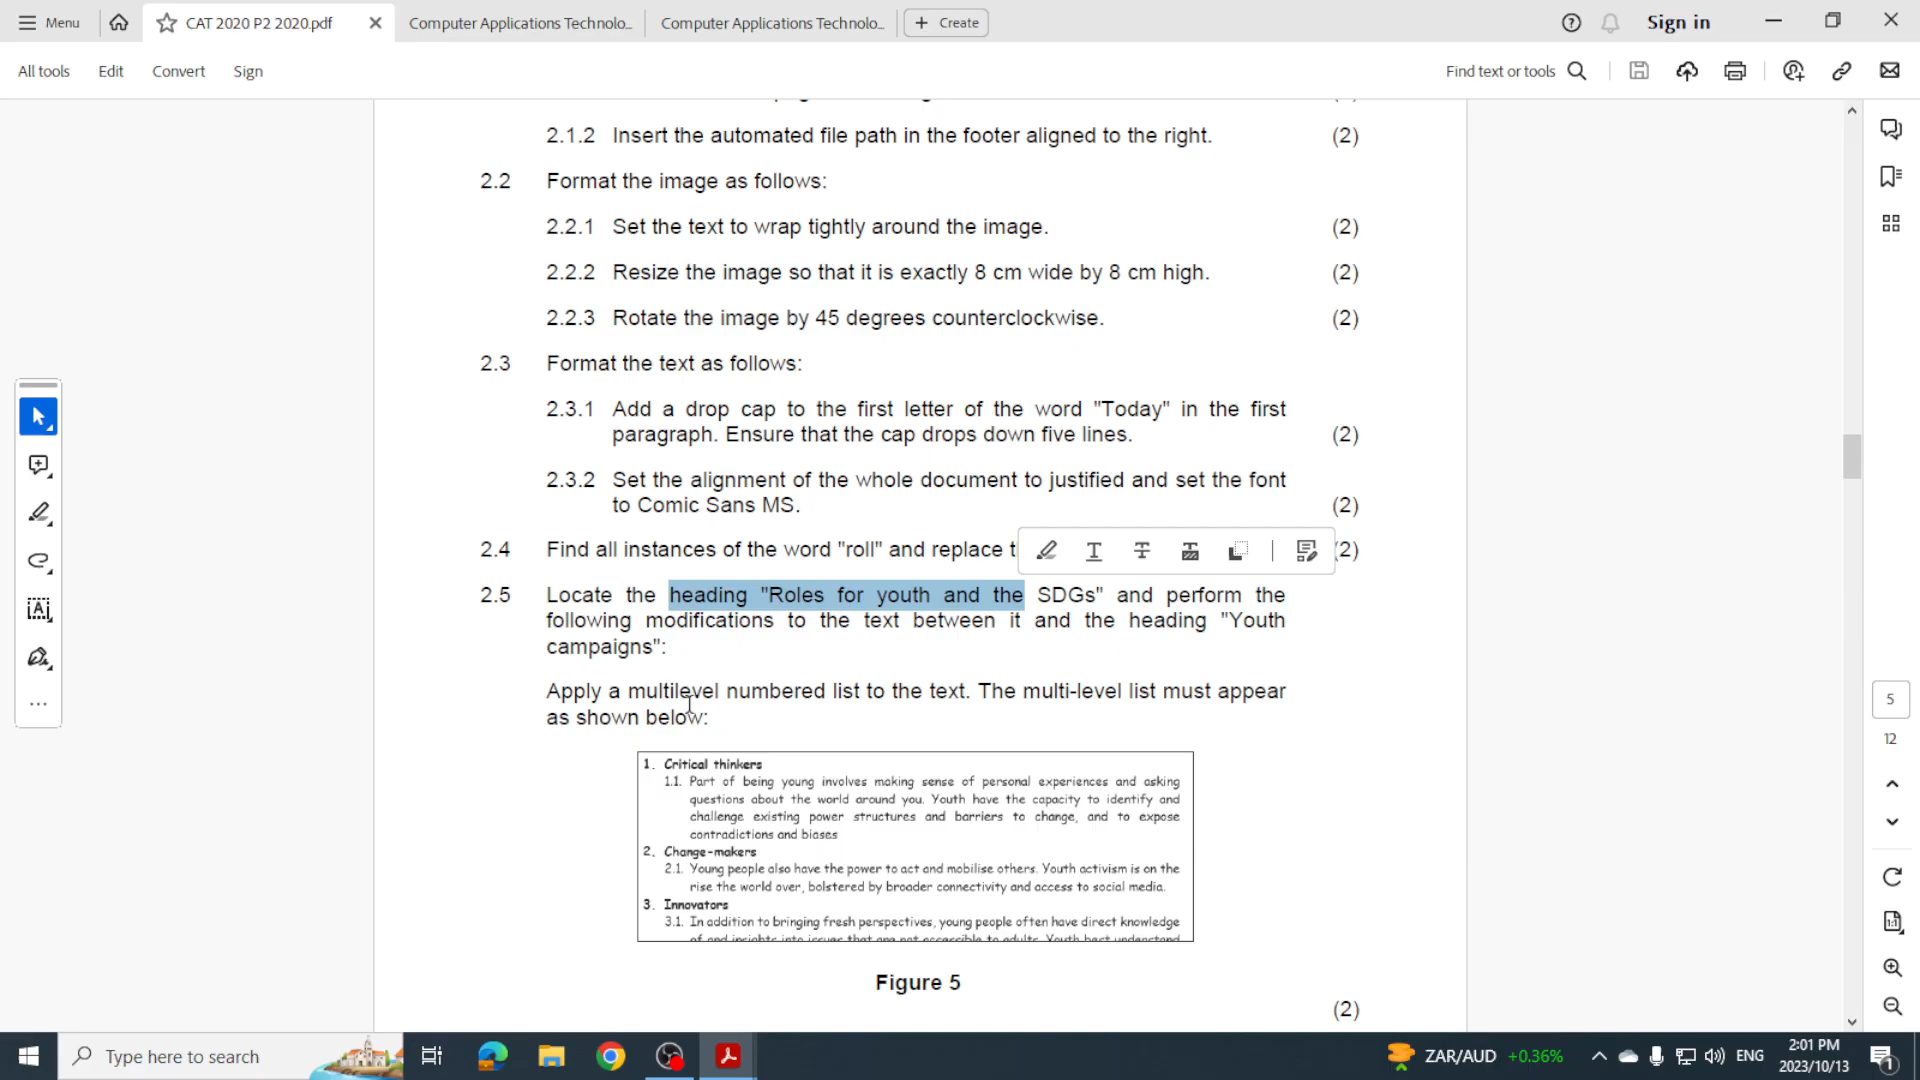 Menu
CAT 2020 P2 2020.pdf
Computer Applications Technolo...
Computer Applications Technolo...
+ Create
Sign in
All tools
Edit
Convert
Sign
Find text or tools
2.1.2 Insert the automated file path in the footer aligned to the right. (2)
2.2 Format the image as follows:
2.2.1 Set the text to wrap tightly around the image. (2)
2.2.2 Resize the image so that it is exactly 8 cm wide by 8 cm high. (2)
2.2.3 Rotate the image by 45 degrees counterclockwise. (2)
2.3 Format the text as follows:
2.3.1 Add a drop cap to the first letter of the word "Today" in the first
paragraph. Ensure that the cap drops down five lines. (2)
2.3.2 Set the alignment of the whole document to justified and set the font
to Comic Sans MS. (2)
2.4 Find all instances of the word "roll" and replace t (2)
2.5 Locate the heading "Roles for youth and the SDGs" and perform the
following modifications to the text between it and the heading "Youth
campaigns":
Apply a multilevel numbered list to the text. The multi-level list must appear
as shown below:
1. Critical thinkers
1.1. Part of being young involves making sense of personal experiences and asking
questions about the world around you. Youth have the capacity to identify and
challenge existing power structures and barriers to change, and to expose
contradictions and biases
2. Change-makers
2.1. Young people also have the power to act and mobilise others. Youth activism is on the
rise the world over, bolstered by broader connectivity and access to social media.
3. Innovators
3.1. In addition to bringing fresh perspectives, young people often have direct knowledge
of and insights into issues that are not accessible to adults. Youth best understand
Figure 5
(2)
5
12
Type here to search
ZAR/AUD +0.36%
ENG
2:01 PM
2023/10/13
1